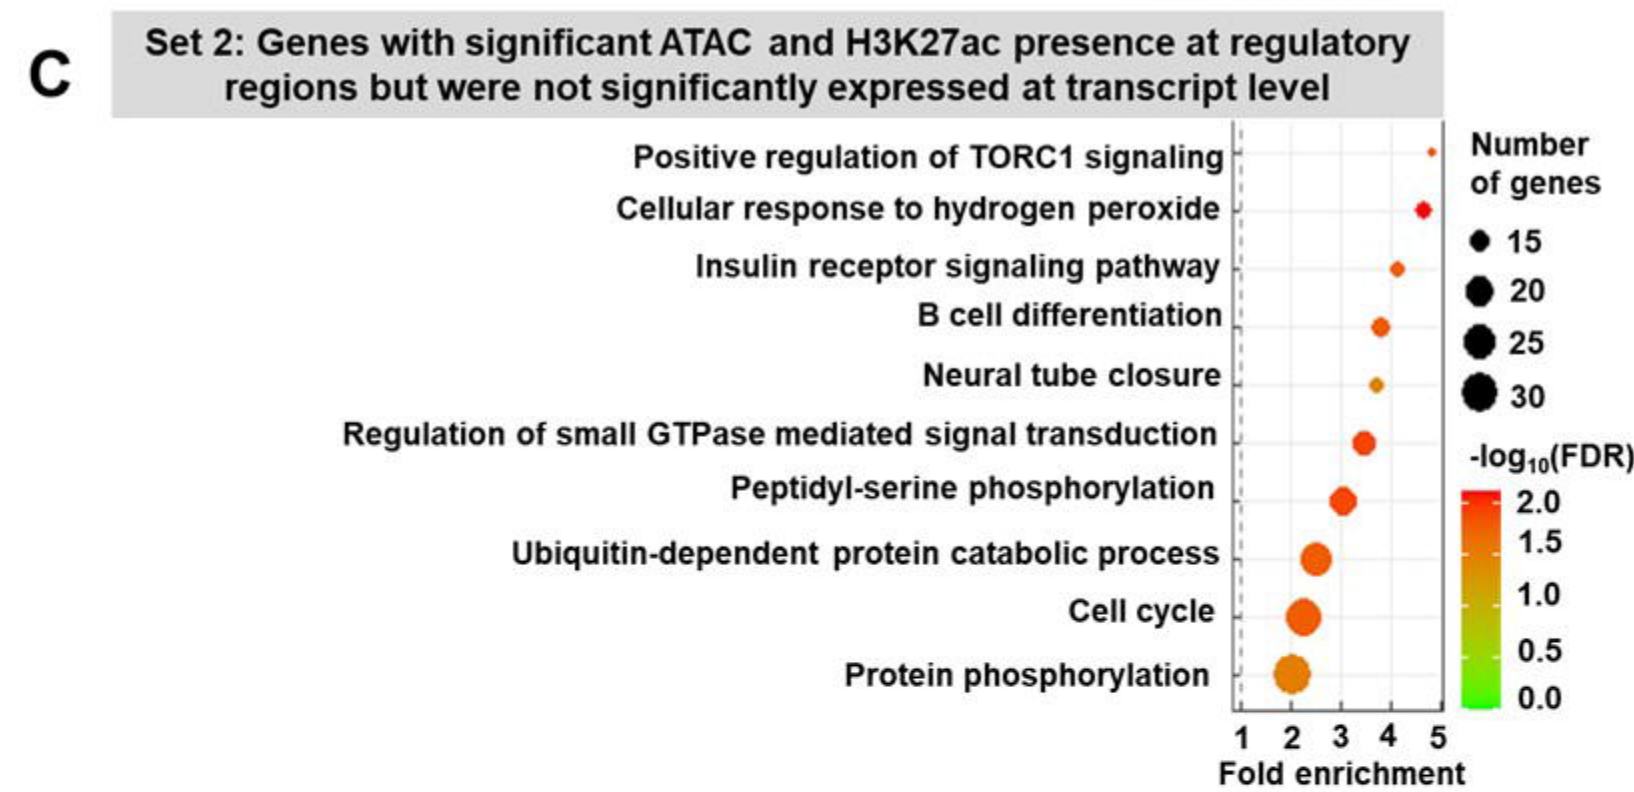 C
Set 2: Genes with significant ATAC and H3K27ac presence at regulatory
regions but were not significantly expressed at transcript level
Positive regulation of TORC1 signaling
Cellular response to hydrogen peroxide
Insulin receptor signaling pathway
B cell differentiation
Neural tube closure
Regulation of small GTPase mediated signal transduction
Peptidyl-serine phosphorylation
Ubiquitin-dependent protein catabolic process
Cell cycle
Protein phosphorylation
1 2 3 4 5
Fold enrichment
Number
of genes
15
20
25
30
-log₁₀(FDR)
2.0
1.5
1.0
0.5
0.0